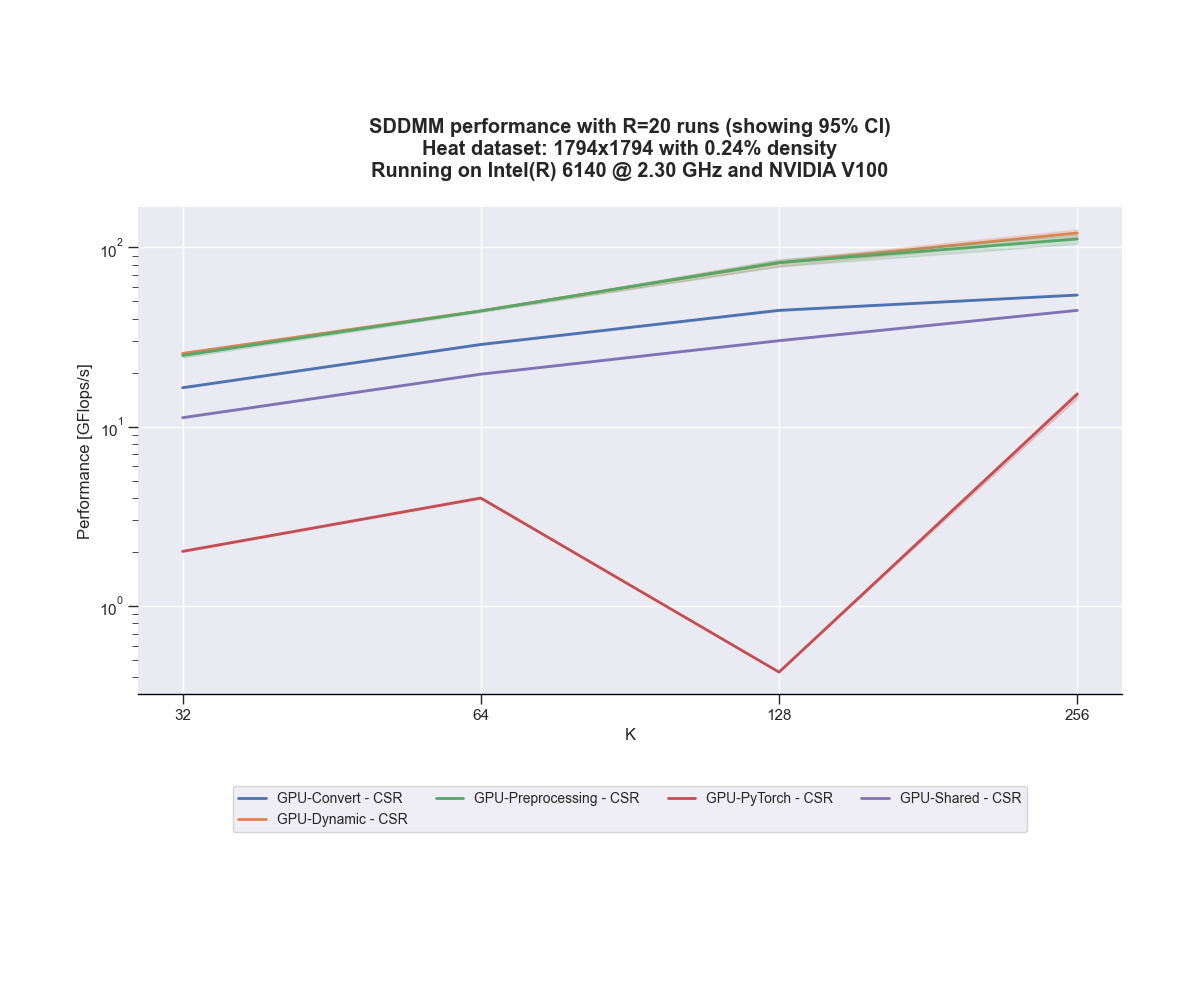 SDDMM performance with R=20 runs (showing 95% CI)
Heat dataset: 1794x1794 with 0.24% density
Running on Intel(R) 6140 @ 2.30 GHz and NVIDIA V100
10^2
10^1
10^0
Performance [GFlops/s]
32 64 128 256
K
GPU-Convert - CSR GPU-Preprocessing - CSR GPU-PyTorch - CSR GPU-Shared - CSR
GPU-Dynamic - CSR